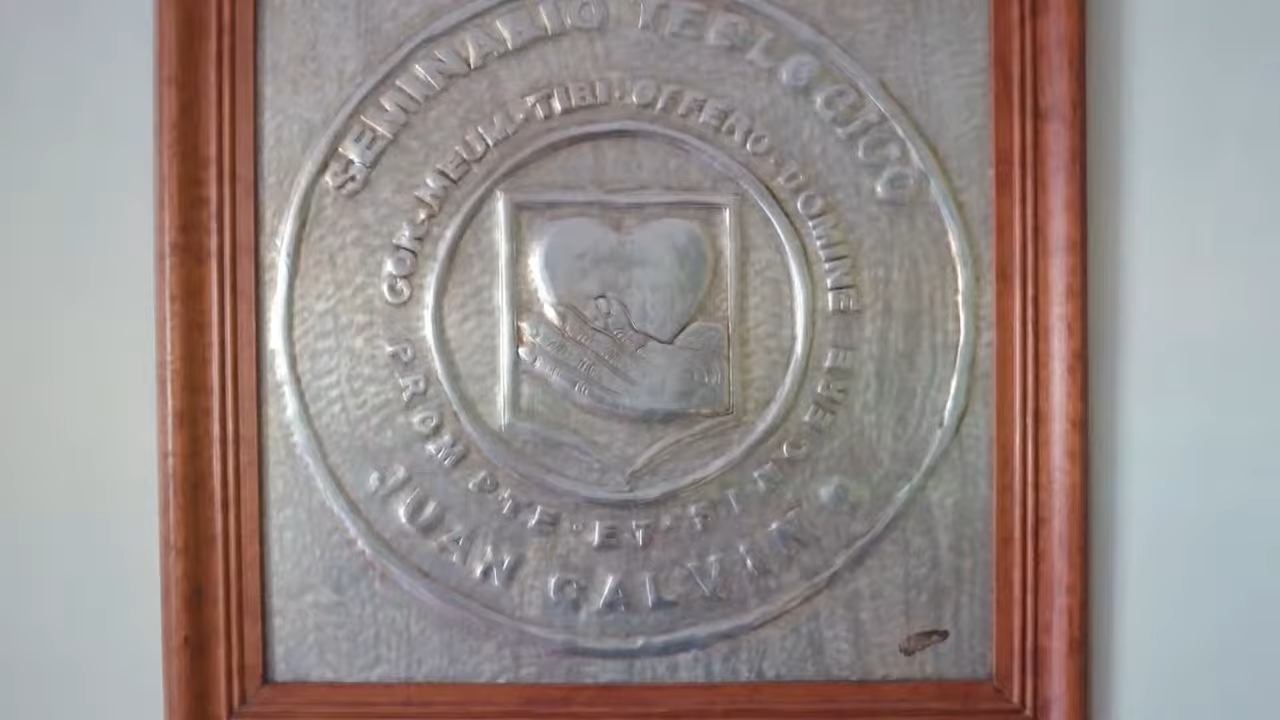 SEMINARIO TEOLOGICO
COR·MEUM·TIBI·OFFERO·DOMINE
PROMPTE·ET·SINCERE
JUAN CALVINO